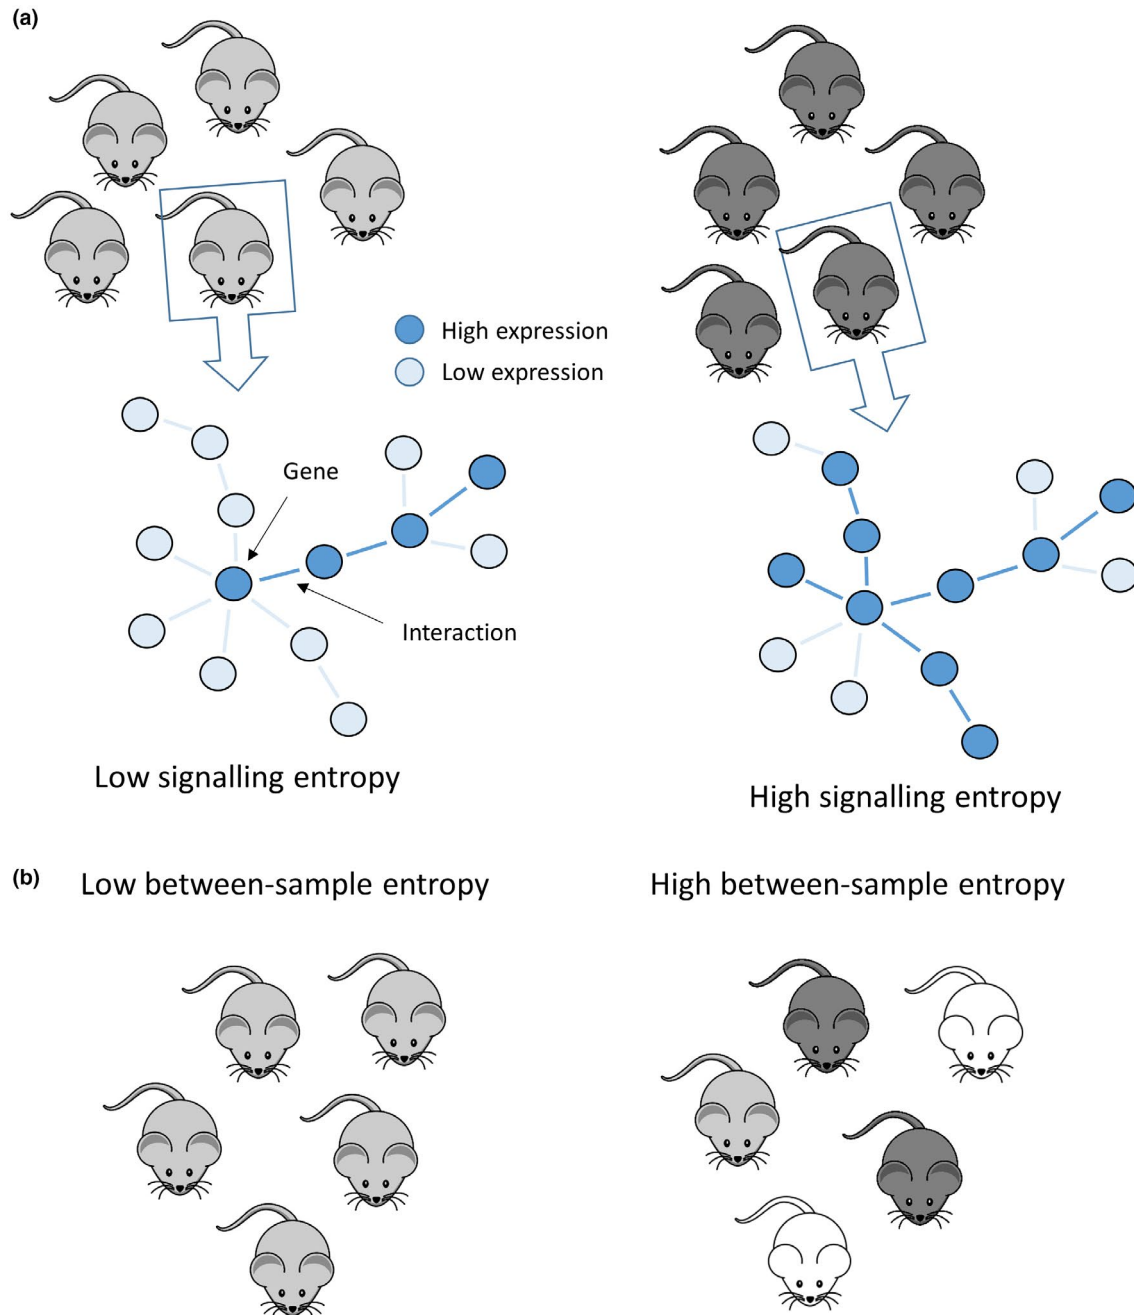 (a)
High expression
Low expression
Gene
Interaction
Low signalling entropy
High signalling entropy
(b)
Low between-sample entropy
High between-sample entropy